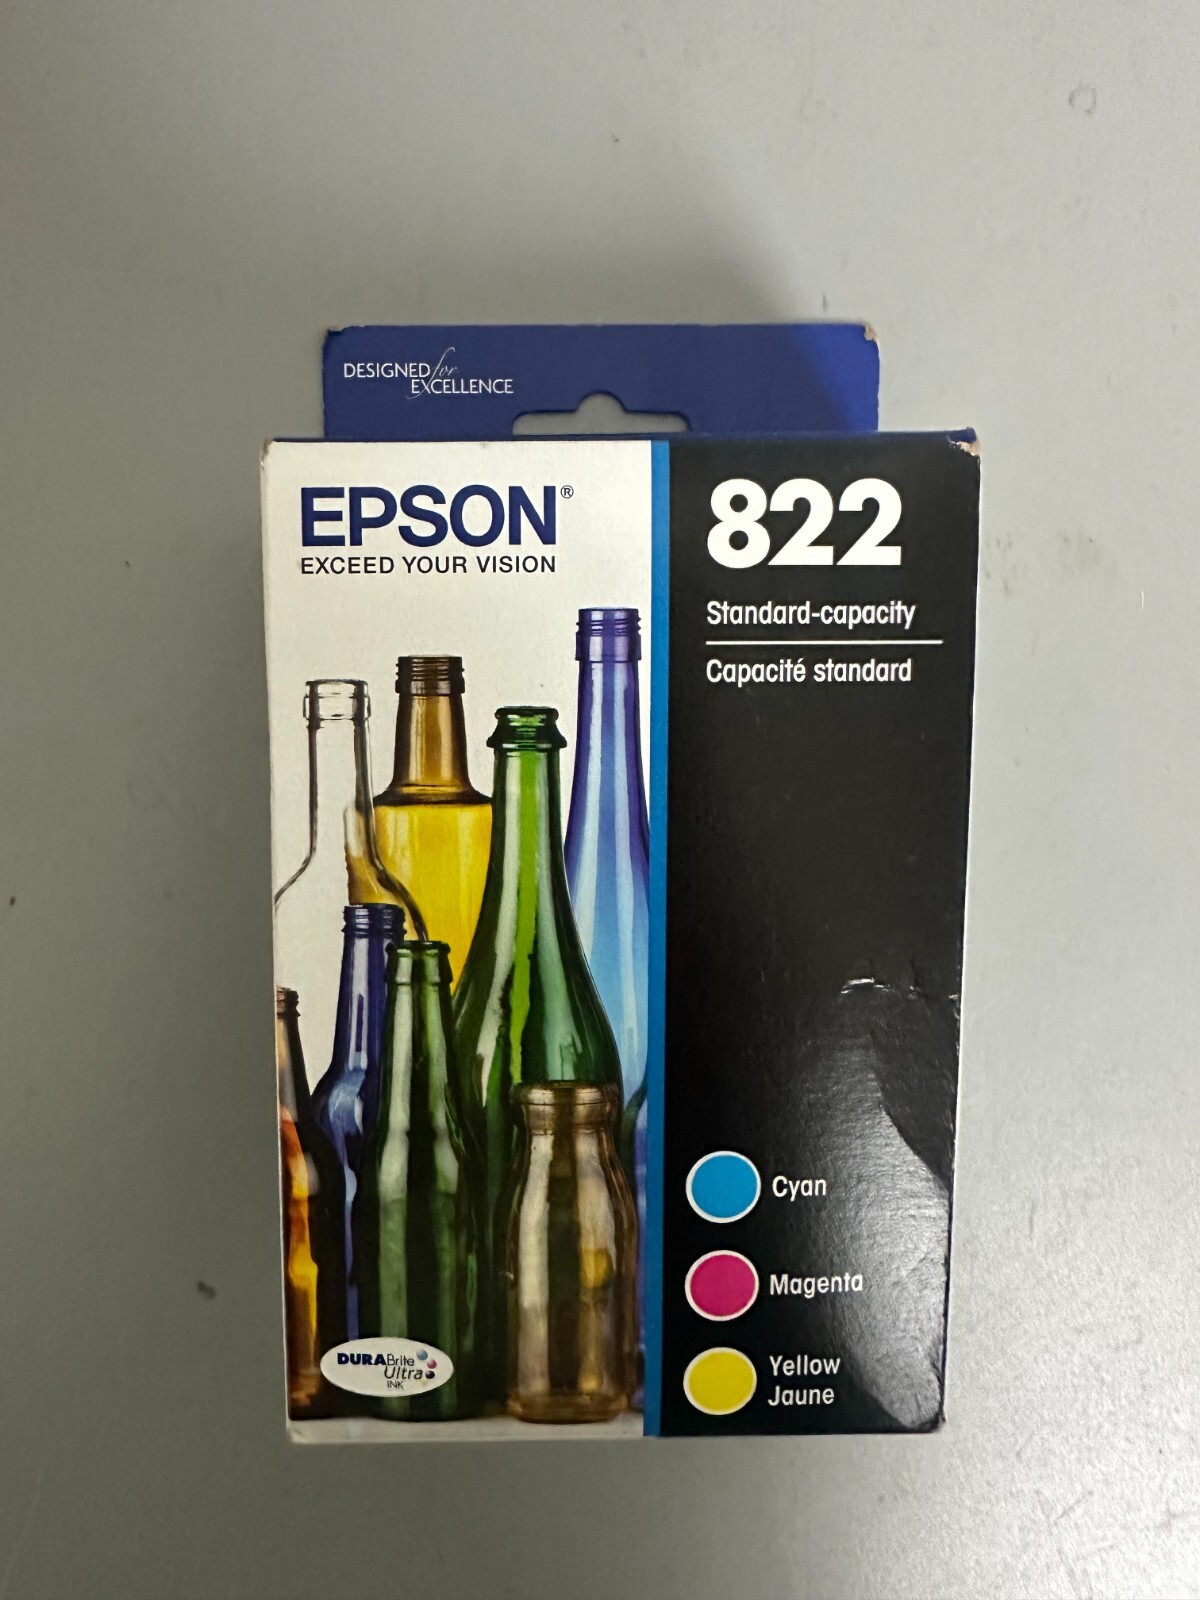 DESIGNED for
EXCELLENCE
EPSON®
EXCEED YOUR VISION
822
Standard-capacity
Capacité standard
Cyan
Magenta
Yellow
Jaune
DURABrite
Ultra
INK